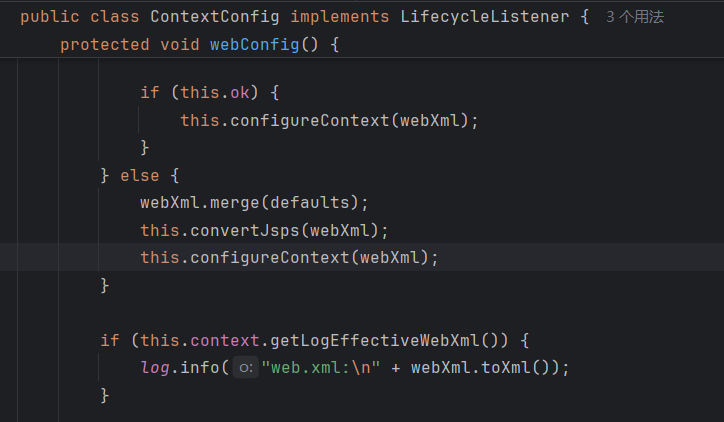 public class ContextConfig implements LifecycleListener { 3个用法
protected void webConfig() {
if (this.ok) {
this.configureContext(webXml);
}
} else {
webXml.merge(defaults);
this.convertJsps(webXml);
this.configureContext(webXml);
}
if (this.context.getLogEffectiveWebXml()) {
log.info( o: "web.xml:\n" + webXml.toXml());
}